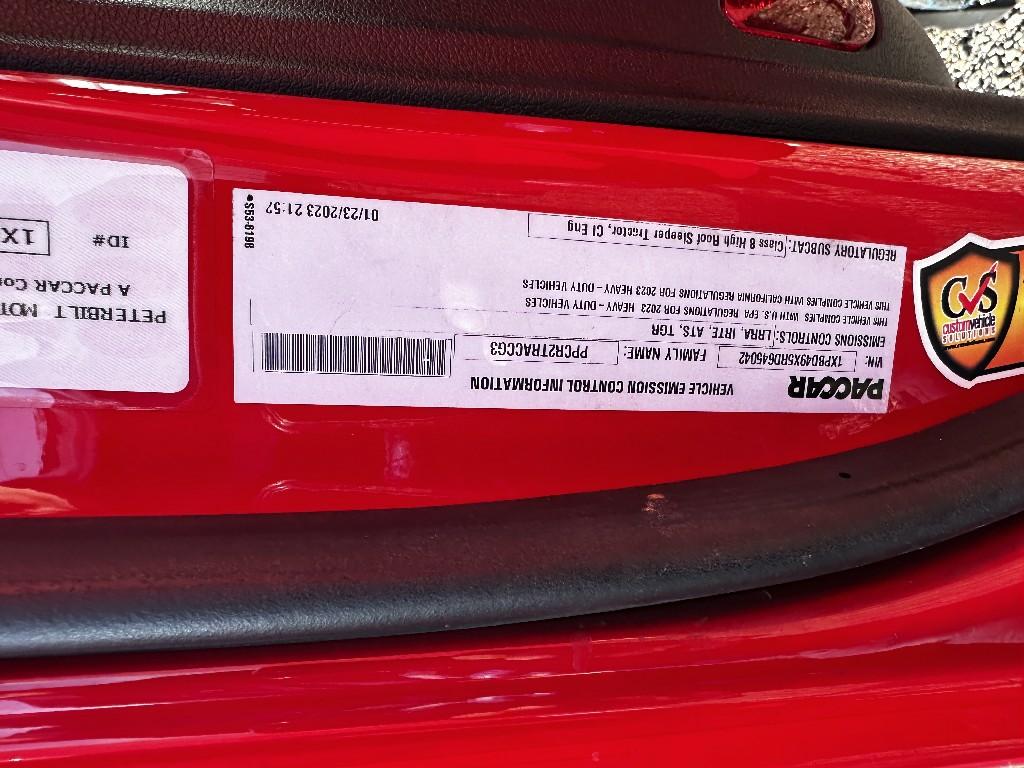 PACCAR VEHICLE EMISSION CONTROL INFORMATION
VIN: 1XPBD49X5RD645042 FAMILY NAME: PPCR2TRACCG3
EMISSIONS CONTROLS: LRRA, IRTE, ATS, TGR
THIS VEHICLE COMPLIES WITH U.S. EPA REGULATIONS FOR 2023 HEAVY - DUTY VEHICLES
THIS VEHICLE COMPLIES WITH CALIFORNIA REGULATIONS FOR 2023 HEAVY - DUTY VEHICLES
REGULATORY SUBCAT: Class 8 High Roof Sleeper Tractor, CI Eng
01/23/2023 21:57
S53-6198
PETERBILT MOT
A PACCAR Co
ID# 1X
CVS
customvehicle
SOLUTIONS